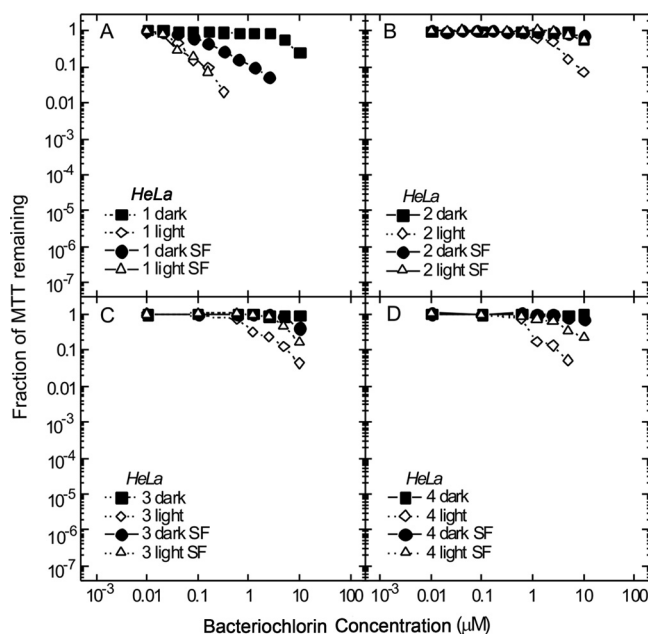 A
1
0.1
0.01
10⁻³
10⁻⁴
10⁻⁵
10⁻⁶
10⁻⁷
HeLa
1 dark
1 light
1 dark SF
1 light SF
B
HeLa
2 dark
2 light
2 dark SF
2 light SF
C
1
0.1
0.01
10⁻³
10⁻⁴
10⁻⁵
10⁻⁶
10⁻⁷
HeLa
3 dark
3 light
3 dark SF
3 light SF
D
HeLa
4 dark
4 light
4 dark SF
4 light SF
10⁻³ 0.01 0.1 1 10 100
10⁻³ 0.01 0.1 1 10 100
Fraction of MTT remaining
Bacteriochlorin Concentration (μM)